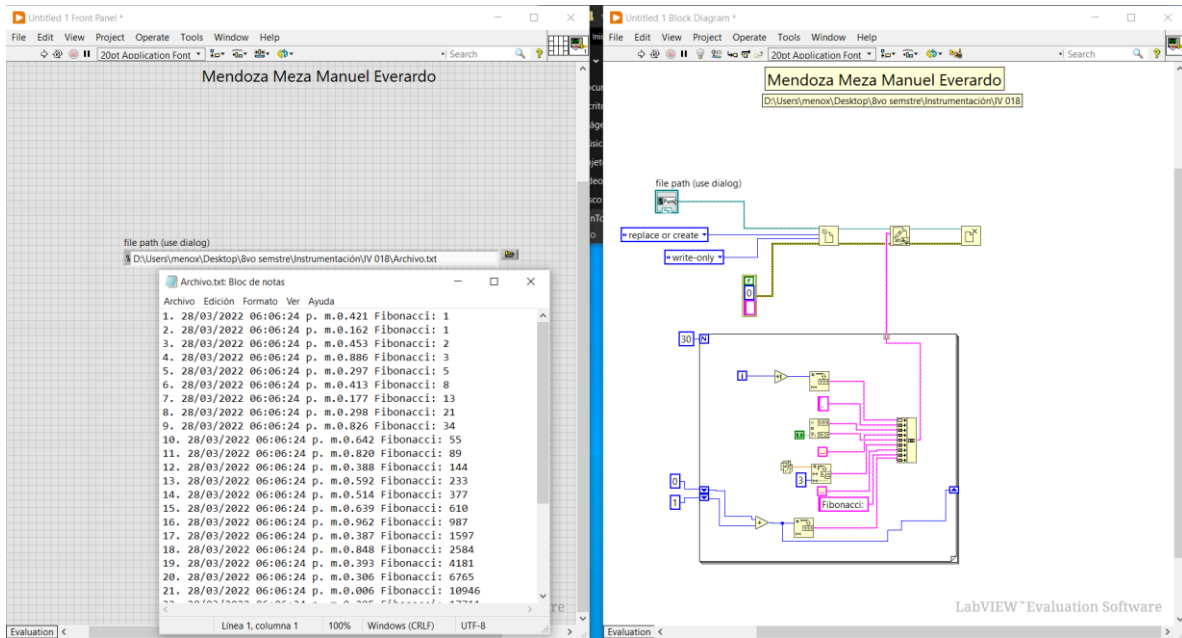 Untitled 1 Front Panel *
File Edit View Project Operate Tools Window Help
20pt Application Font
Search
Mendoza Meza Manuel Everardo
file path (use dialog)
D:\Users\menox\Desktop\8vo semstre\Instrumentación\IV 018\Archivo.txt
Archivo.txt: Bloc de notas
Archivo Edición Formato Ver Ayuda
1. 28/03/2022 06:06:24 p. m.0.421 Fibonacci: 1
2. 28/03/2022 06:06:24 p. m.0.162 Fibonacci: 1
3. 28/03/2022 06:06:24 p. m.0.453 Fibonacci: 2
4. 28/03/2022 06:06:24 p. m.0.886 Fibonacci: 3
5. 28/03/2022 06:06:24 p. m.0.297 Fibonacci: 5
6. 28/03/2022 06:06:24 p. m.0.413 Fibonacci: 8
7. 28/03/2022 06:06:24 p. m.0.177 Fibonacci: 13
8. 28/03/2022 06:06:24 p. m.0.298 Fibonacci: 21
9. 28/03/2022 06:06:24 p. m.0.826 Fibonacci: 34
10. 28/03/2022 06:06:24 p. m.0.642 Fibonacci: 55
11. 28/03/2022 06:06:24 p. m.0.820 Fibonacci: 89
12. 28/03/2022 06:06:24 p. m.0.388 Fibonacci: 144
13. 28/03/2022 06:06:24 p. m.0.592 Fibonacci: 233
14. 28/03/2022 06:06:24 p. m.0.514 Fibonacci: 377
15. 28/03/2022 06:06:24 p. m.0.639 Fibonacci: 610
16. 28/03/2022 06:06:24 p. m.0.962 Fibonacci: 987
17. 28/03/2022 06:06:24 p. m.0.387 Fibonacci: 1597
18. 28/03/2022 06:06:24 p. m.0.848 Fibonacci: 2584
19. 28/03/2022 06:06:24 p. m.0.393 Fibonacci: 4181
20. 28/03/2022 06:06:24 p. m.0.306 Fibonacci: 6765
21. 28/03/2022 06:06:24 p. m.0.006 Fibonacci: 10946
Línea 1, columna 1 100% Windows (CRLF) UTF-8
Evaluation
Untitled 1 Block Diagram *
File Edit View Project Operate Tools Window Help
20pt Application Font
Search
Mendoza Meza Manuel Everardo
D:\Users\menox\Desktop\8vo semstre\Instrumentación\IV 018
file path (use dialog)
replace or create
write-only
0
30 N
i
+1
.
3
0
1
Fibonacci:
LabVIEW™ Evaluation Software
Evaluation